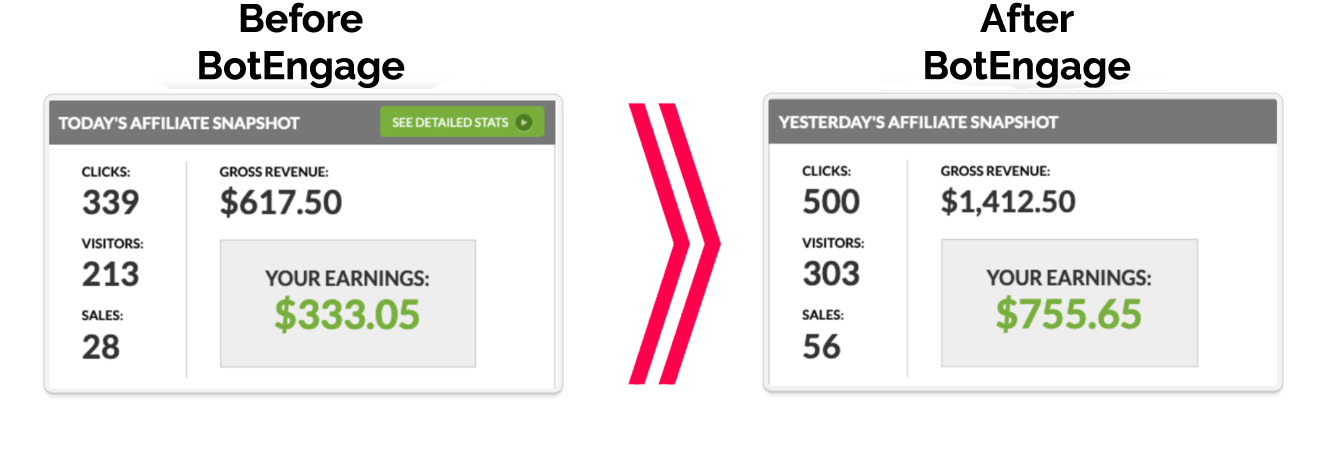 Before
BotEngage
TODAY'S AFFILIATE SNAPSHOT
SEE DETAILED STATS
CLICKS:
339
GROSS REVENUE:
$617.50
VISITORS:
213
YOUR EARNINGS:
$333.05
SALES:
28
After
BotEngage
YESTERDAY'S AFFILIATE SNAPSHOT
CLICKS:
500
GROSS REVENUE:
$1,412.50
VISITORS:
303
YOUR EARNINGS:
$755.65
SALES:
56